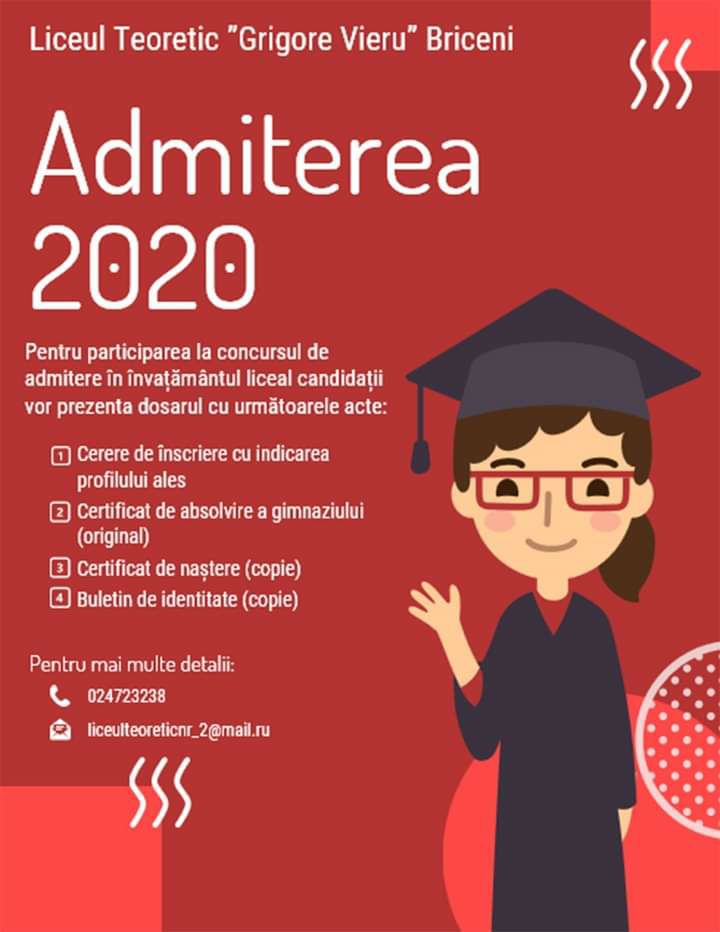 Liceul Teoretic ”Grigore Vieru” Briceni
Admiterea
2020
Pentru participarea la concursul de
admitere în învațământul liceal candidații
vor prezenta dosarul cu următoarele acte:
1 Cerere de înscriere cu indicarea
profilului ales
2 Certificat de absolvire a gimnaziului
(original)
3 Certificat de naștere (copie)
4 Buletin de identitate (copie)
Pentru mai multe detalii:
024723238
liceulteoreticnr_2@mail.ru